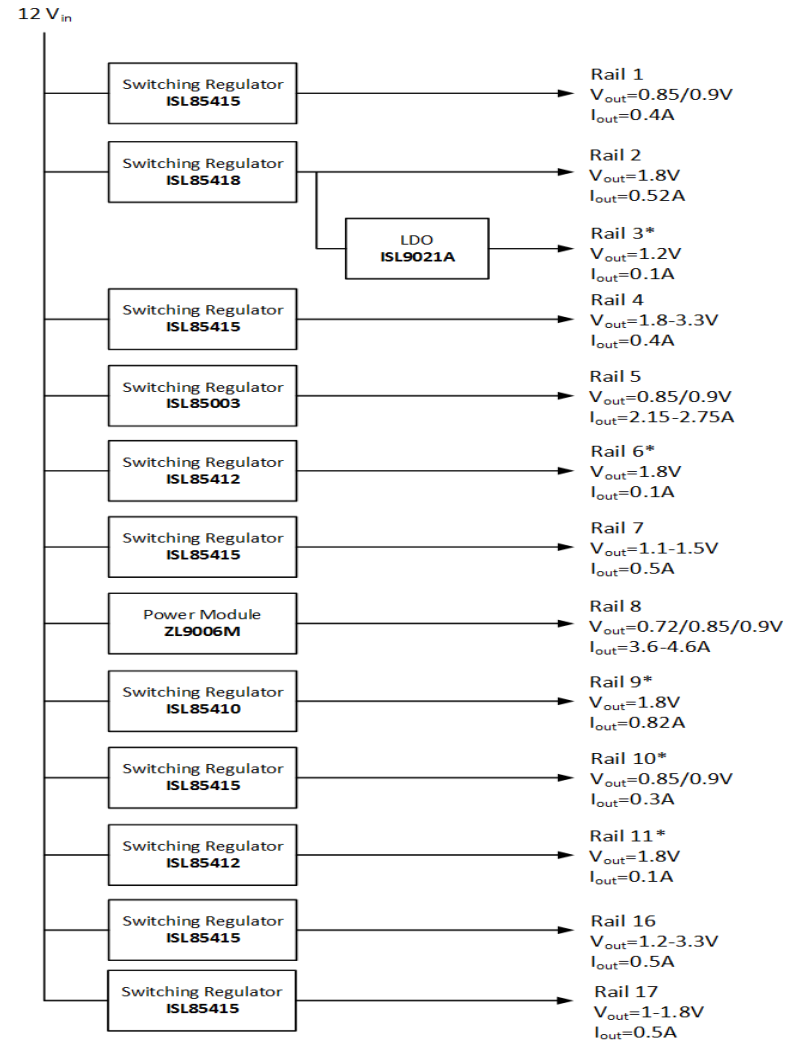 12 Vin
Switching Regulator
ISL85415
Rail 1
Vout=0.85/0.9V
Iout=0.4A
Switching Regulator
ISL85418
Rail 2
Vout=1.8V
Iout=0.52A
LDO
ISL9021A
Rail 3*
Vout=1.2V
Iout=0.1A
Switching Regulator
ISL85415
Rail 4
Vout=1.8-3.3V
Iout=0.4A
Switching Regulator
ISL85003
Rail 5
Vout=0.85/0.9V
Iout=2.15-2.75A
Switching Regulator
ISL85412
Rail 6*
Vout=1.8V
Iout=0.1A
Switching Regulator
ISL85415
Rail 7
Vout=1.1-1.5V
Iout=0.5A
Power Module
ZL9006M
Rail 8
Vout=0.72/0.85/0.9V
Iout=3.6-4.6A
Switching Regulator
ISL85410
Rail 9*
Vout=1.8V
Iout=0.82A
Switching Regulator
ISL85415
Rail 10*
Vout=0.85/0.9V
Iout=0.3A
Switching Regulator
ISL85412
Rail 11*
Vout=1.8V
Iout=0.1A
Switching Regulator
ISL85415
Rail 16
Vout=1.2-3.3V
Iout=0.5A
Switching Regulator
ISL85415
Rail 17
Vout=1-1.8V
Iout=0.5A